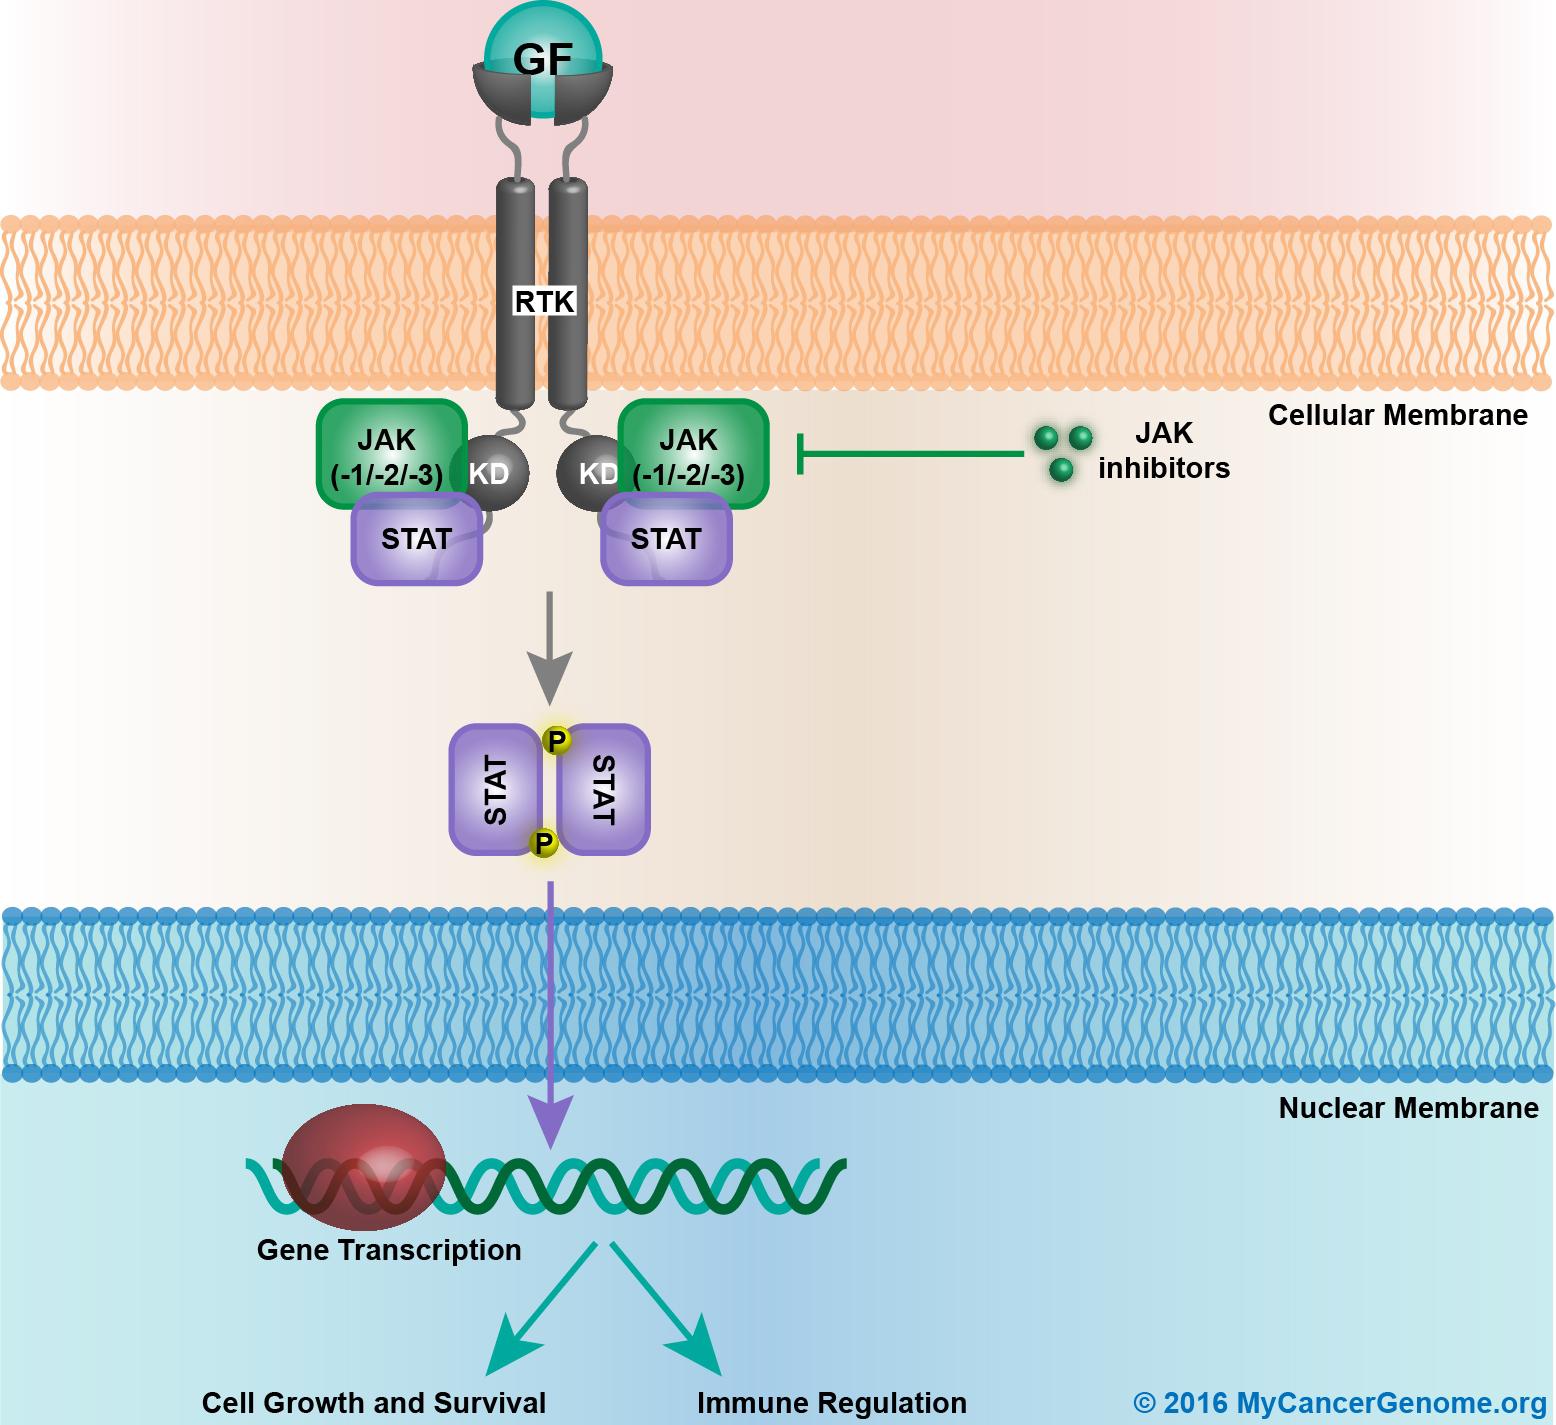 GF
RTK
Cellular Membrane
JAK
(-1/-2/-3)
KD
KD
JAK
(-1/-2/-3)
JAK
inhibitors
STAT
STAT
STAT
P
STAT
P
Nuclear Membrane
Gene Transcription
Cell Growth and Survival
Immune Regulation
© 2016 MyCancerGenome.org